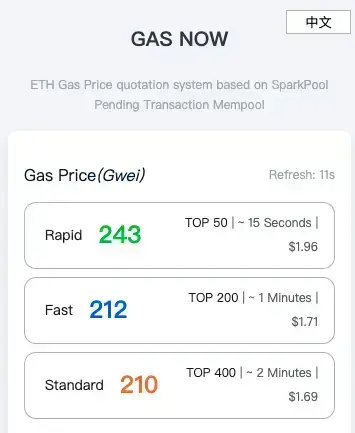 中文
GAS NOW
ETH Gas Price quotation system based on SparkPool
Pending Transaction Mempool
Gas Price(Gwei)
Refresh: 11s
Rapid 243
TOP 50 | ~ 15 Seconds |
$1.96
Fast 212
TOP 200 | ~ 1 Minutes |
$1.71
Standard 210
TOP 400 | ~ 2 Minutes |
$1.69